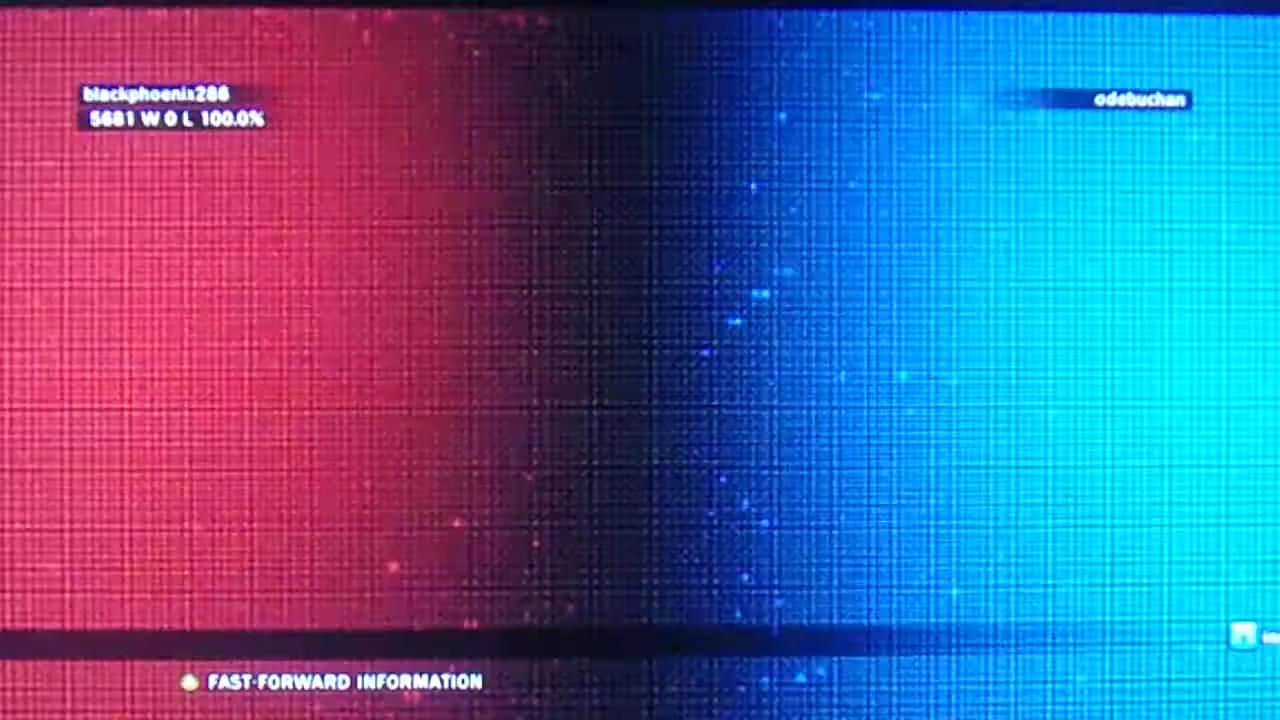 blackphoenix286
5681 W 0 L 100.0%
odebuchan
FAST-FORWARD INFORMATION